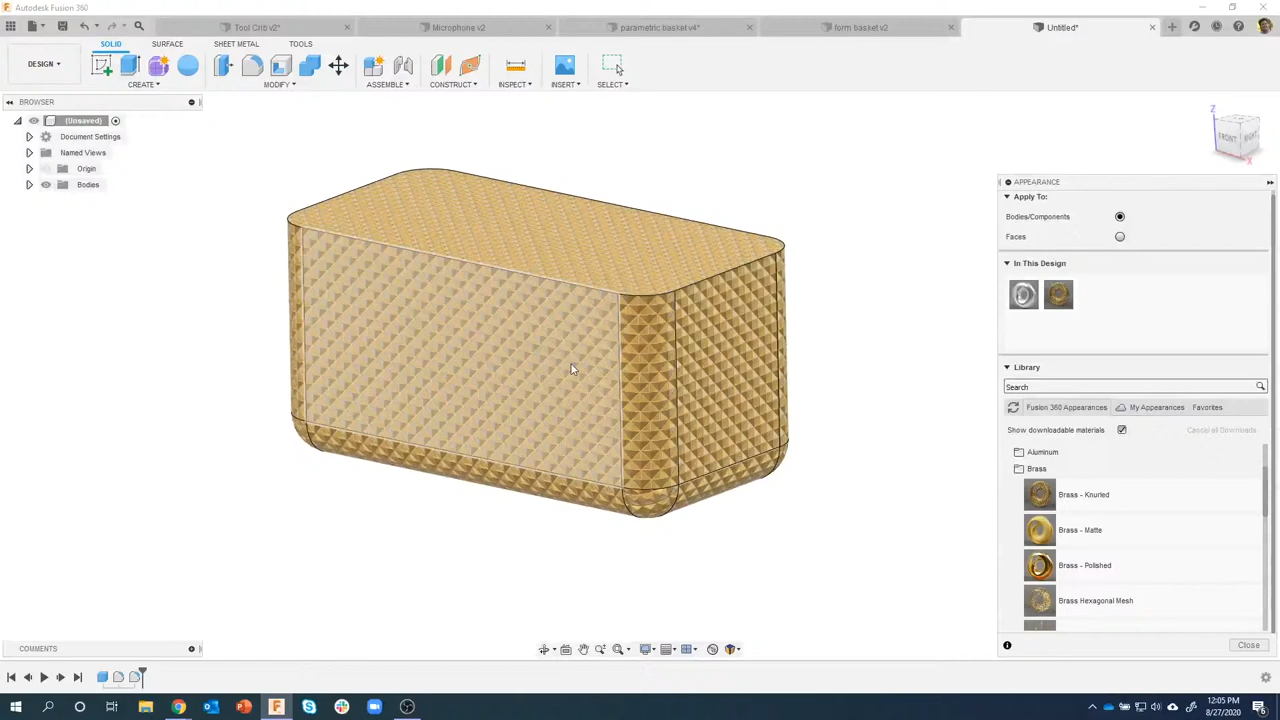 Autodesk Fusion 360
Tool Crib v2*
Microphone v2
parametric basket v4*
form basket v2
Untitled*
DESIGN
SOLID
SURFACE
SHEET METAL
TOOLS
CREATE
MODIFY
ASSEMBLE
CONSTRUCT
INSPECT
INSERT
SELECT
BROWSER
(Unsaved)
Document Settings
Named Views
Origin
Bodies
Z
FRONT
RIGHT
X
APPEARANCE
Apply To:
Bodies/Components
Faces
In This Design
Library
Search
Fusion 360 Appearances
My Appearances
Favorites
Show downloadable materials
Cancel all Downloads
Aluminum
Brass
Brass - Knurled
Brass - Matte
Brass - Polished
Brass Hexagonal Mesh
Close
COMMENTS
12:05 PM
8/27/2020